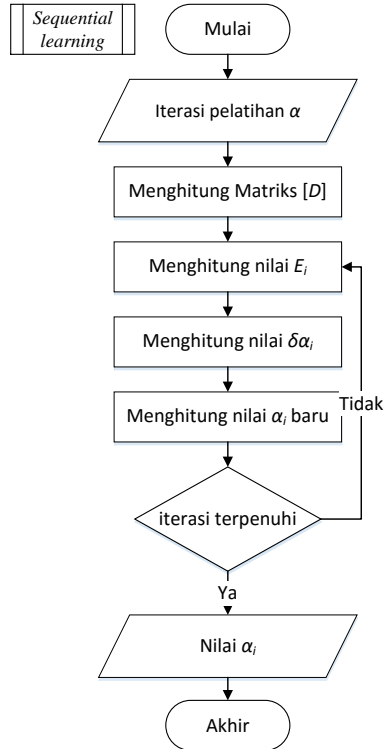 Sequential
learning
Mulai
Iterasi pelatihan α
Menghitung Matriks [D]
Menghitung nilai Eᵢ
Menghitung nilai δαᵢ
Menghitung nilai αᵢ baru
Tidak
iterasi terpenuhi
Ya
Nilai αᵢ
Akhir